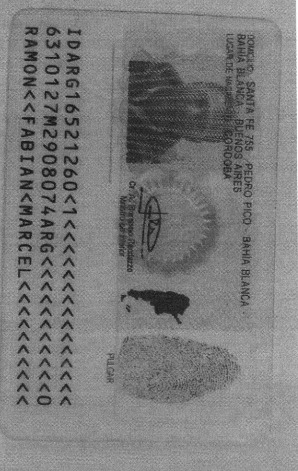 DOMICILIO: SANTA FE 755 - PEDRO PICO - BAHIA BLANCA -
BAHIA BLANCA - BUENOS AIRES
LUGAR DE NACIMIENTO: CORDOBA
PULGAR
IDARG16521260<1<<<<<<<<<<<<<<<
6310127M2908074ARG<<<<<<<<<<<0
RAMON<<FABIAN<MARCEL<<<<<<<<<<